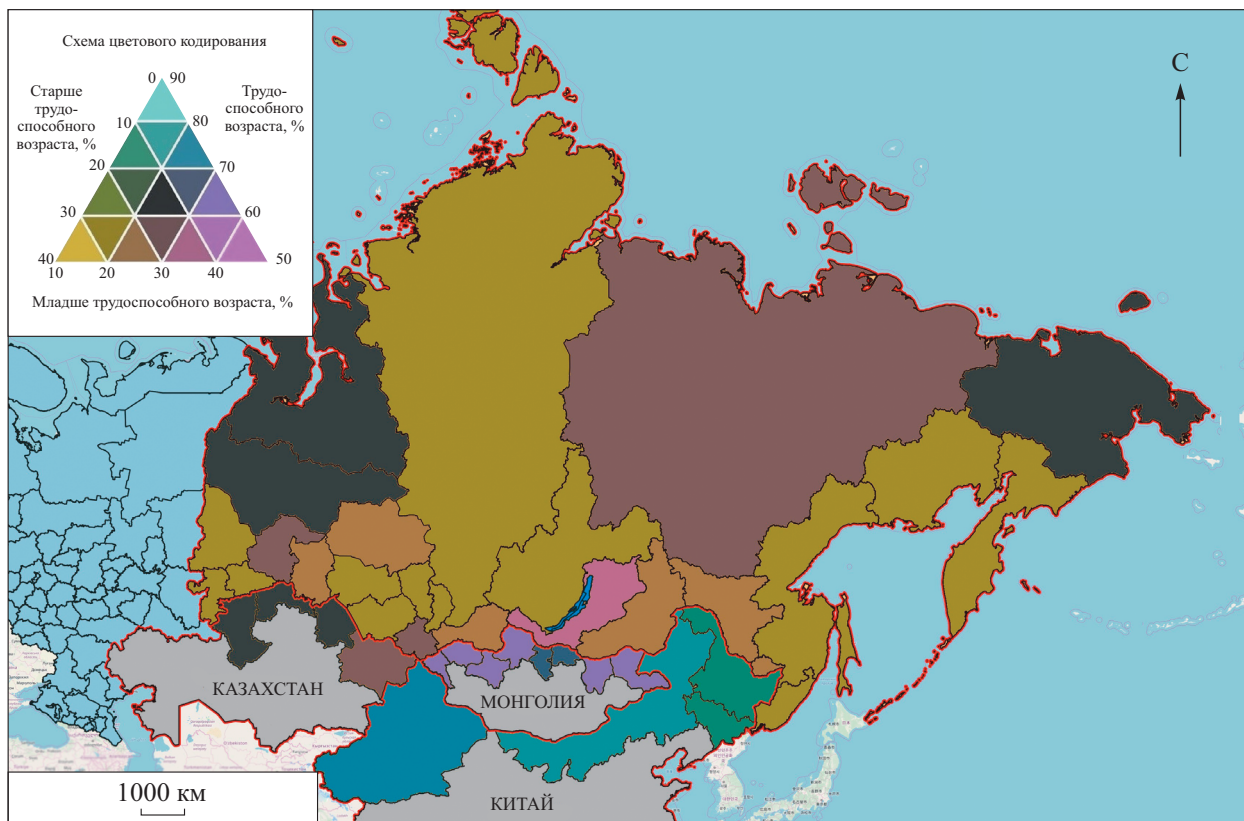 Схема цветового кодирования
0 90
Старше
трудо-
способного
возраста, %
Трудо-
способного
возраста, %
10 80
20 70
30 60
40 50
10 20 30 40
Младше трудоспособного возраста, %
С
КАЗАХСТАН
МОНГОЛИЯ
КИТАЙ
1000 км